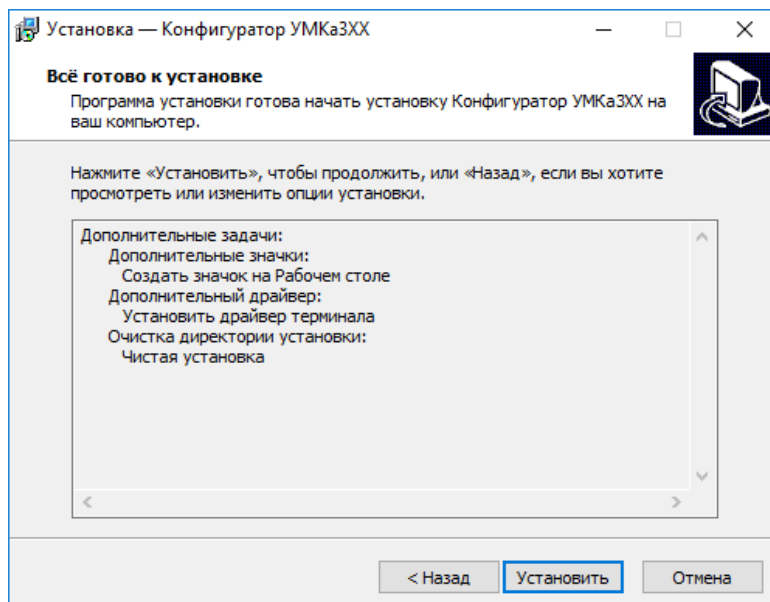 Установка — Конфигуратор УМКа3ХХ
Всё готово к установке
Программа установки готова начать установку Конфигуратор УМКа3ХХ на
ваш компьютер.
Нажмите «Установить», чтобы продолжить, или «Назад», если вы хотите
просмотреть или изменить опции установки.
Дополнительные задачи:
Дополнительные значки:
Создать значок на Рабочем столе
Дополнительный драйвер:
Установить драйвер терминала
Очистка директории установки:
Чистая установка
< Назад
Установить
Отмена